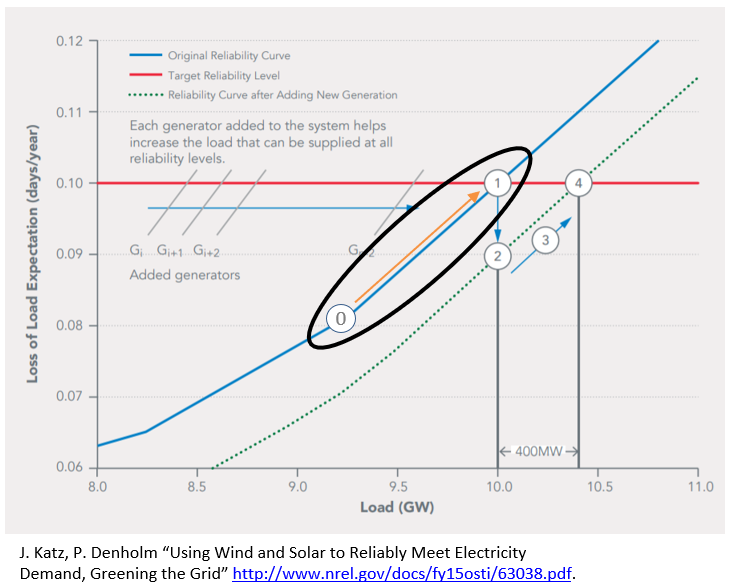 0.12
0.11
0.10
0.09
0.08
0.07
0.06
Loss of Load Expectation (days/year)
Original Reliability Curve
Target Reliability Level
Reliability Curve after Adding New Generation
Each generator added to the system helps
increase the load that can be supplied at all
reliability levels.
Gi Gi+1 Gi+2
Added generators
0
1
2
3
4
400MW
8.0 8.5 9.0 9.5 10.0 10.5 11.0
Load (GW)
J. Katz, P. Denholm “Using Wind and Solar to Reliably Meet Electricity
Demand, Greening the Grid” http://www.nrel.gov/docs/fy15osti/63038.pdf.